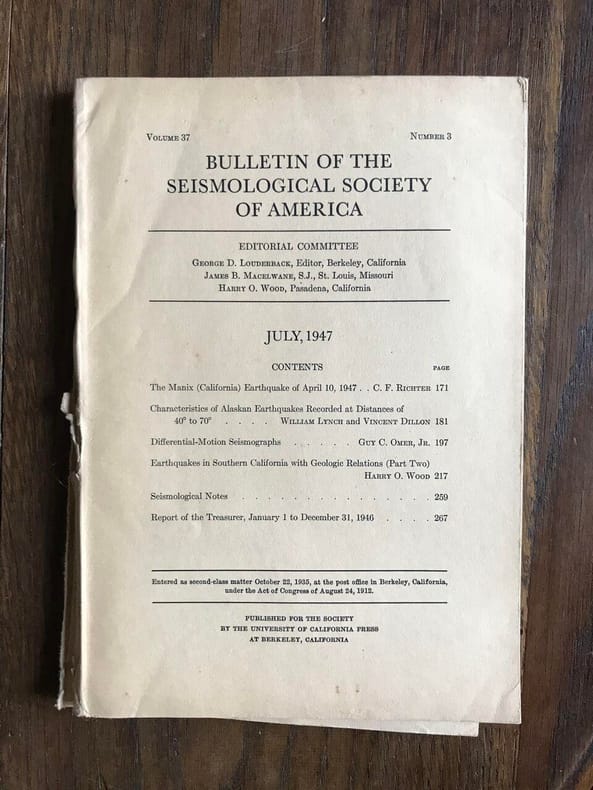 VOLUME 37 NUMBER 3
BULLETIN OF THE
SEISMOLOGICAL SOCIETY
OF AMERICA
EDITORIAL COMMITTEE
GEORGE D. LOUDERBACK, Editor, Berkeley, California
JAMES B. MACELWANE, S.J., St. Louis, Missouri
HARRY O. WOOD, Pasadena, California
JULY, 1947
CONTENTS PAGE
The Manix (California) Earthquake of April 10, 1947 . . C. F. RICHTER 171
Characteristics of Alaskan Earthquakes Recorded at Distances of
40° to 70° . . . . WILLIAM LYNCH and VINCENT DILLON 181
Differential-Motion Seismographs . . . . . GUY C. OMER, JR. 197
Earthquakes in Southern California with Geologic Relations (Part Two)
HARRY O. WOOD 217
Seismological Notes . . . . . . . . . . . . . . . 259
Report of the Treasurer, January 1 to December 31, 1946 . . . . 267
Entered as second-class matter October 22, 1935, at the post office in Berkeley, California,
under the Act of Congress of August 24, 1912.
PUBLISHED FOR THE SOCIETY
BY THE UNIVERSITY OF CALIFORNIA PRESS
AT BERKELEY, CALIFORNIA